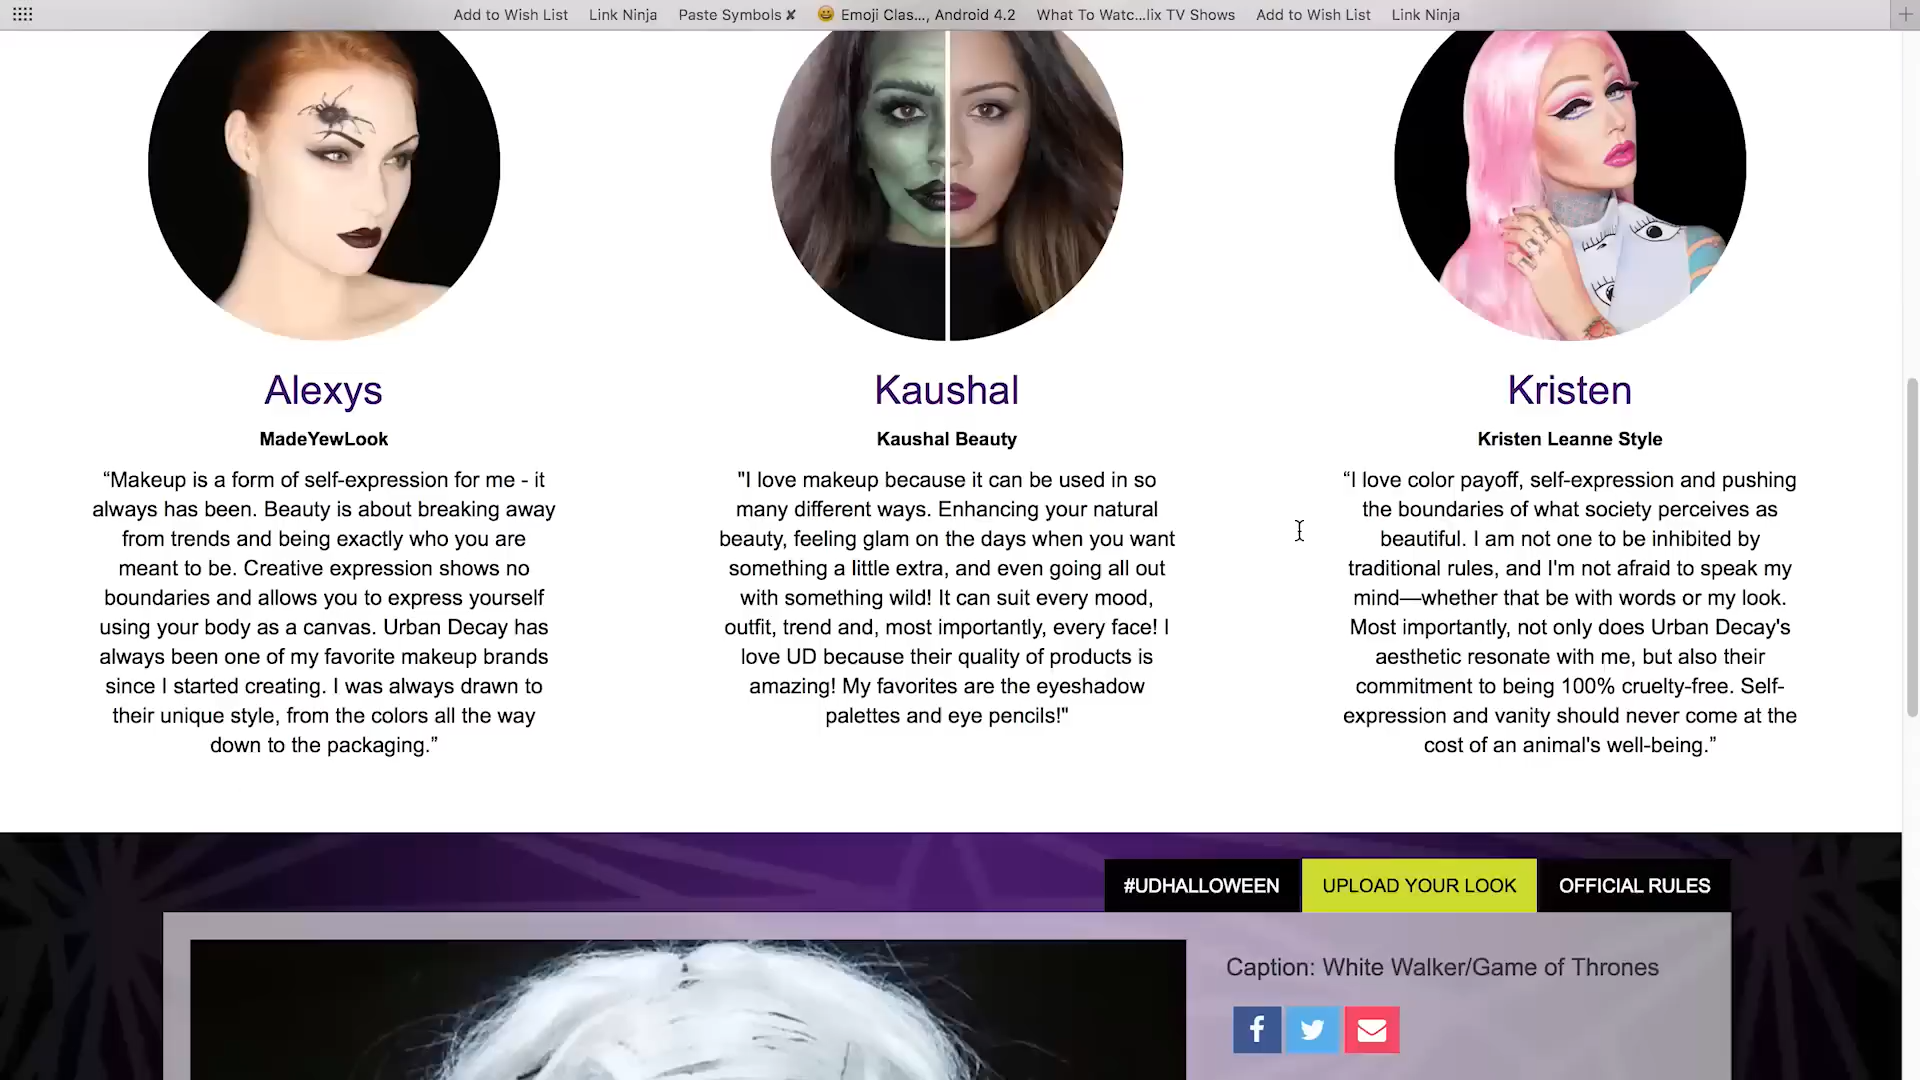 Add to Wish List Link Ninja Paste Symbols ✘ 😀 Emoji Clas..., Android 4.2 What To Watc...lix TV Shows Add to Wish List Link Ninja
Alexys
MadeYewLook
“Makeup is a form of self-expression for me - it
always has been. Beauty is about breaking away
from trends and being exactly who you are
meant to be. Creative expression shows no
boundaries and allows you to express yourself
using your body as a canvas. Urban Decay has
always been one of my favorite makeup brands
since I started creating. I was always drawn to
their unique style, from the colors all the way
down to the packaging.”
Kaushal
Kaushal Beauty
"I love makeup because it can be used in so
many different ways. Enhancing your natural
beauty, feeling glam on the days when you want
something a little extra, and even going all out
with something wild! It can suit every mood,
outfit, trend and, most importantly, every face! I
love UD because their quality of products is
amazing! My favorites are the eyeshadow
palettes and eye pencils!"
Kristen
Kristen Leanne Style
“I love color payoff, self-expression and pushing
the boundaries of what society perceives as
beautiful. I am not one to be inhibited by
traditional rules, and I'm not afraid to speak my
mind—whether that be with words or my look.
Most importantly, not only does Urban Decay's
aesthetic resonate with me, but also their
commitment to being 100% cruelty-free. Self-
expression and vanity should never come at the
cost of an animal's well-being.”
#UDHALLOWEEN UPLOAD YOUR LOOK OFFICIAL RULES
Caption: White Walker/Game of Thrones